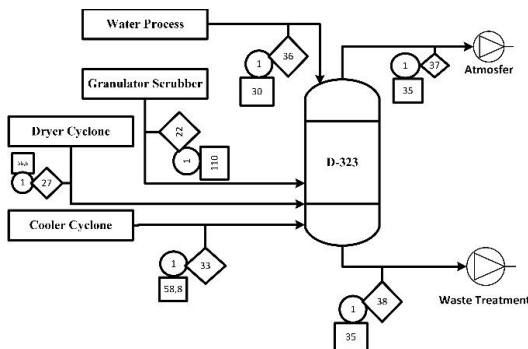 Water Process
36
1
30
37
1
35
Atmosfer
Granulator Scrubber
22
1
110
Dryer Cyclone
D-323
1
27
Cooler Cyclone
1
33
58,8
38
1
35
Waste Treatment